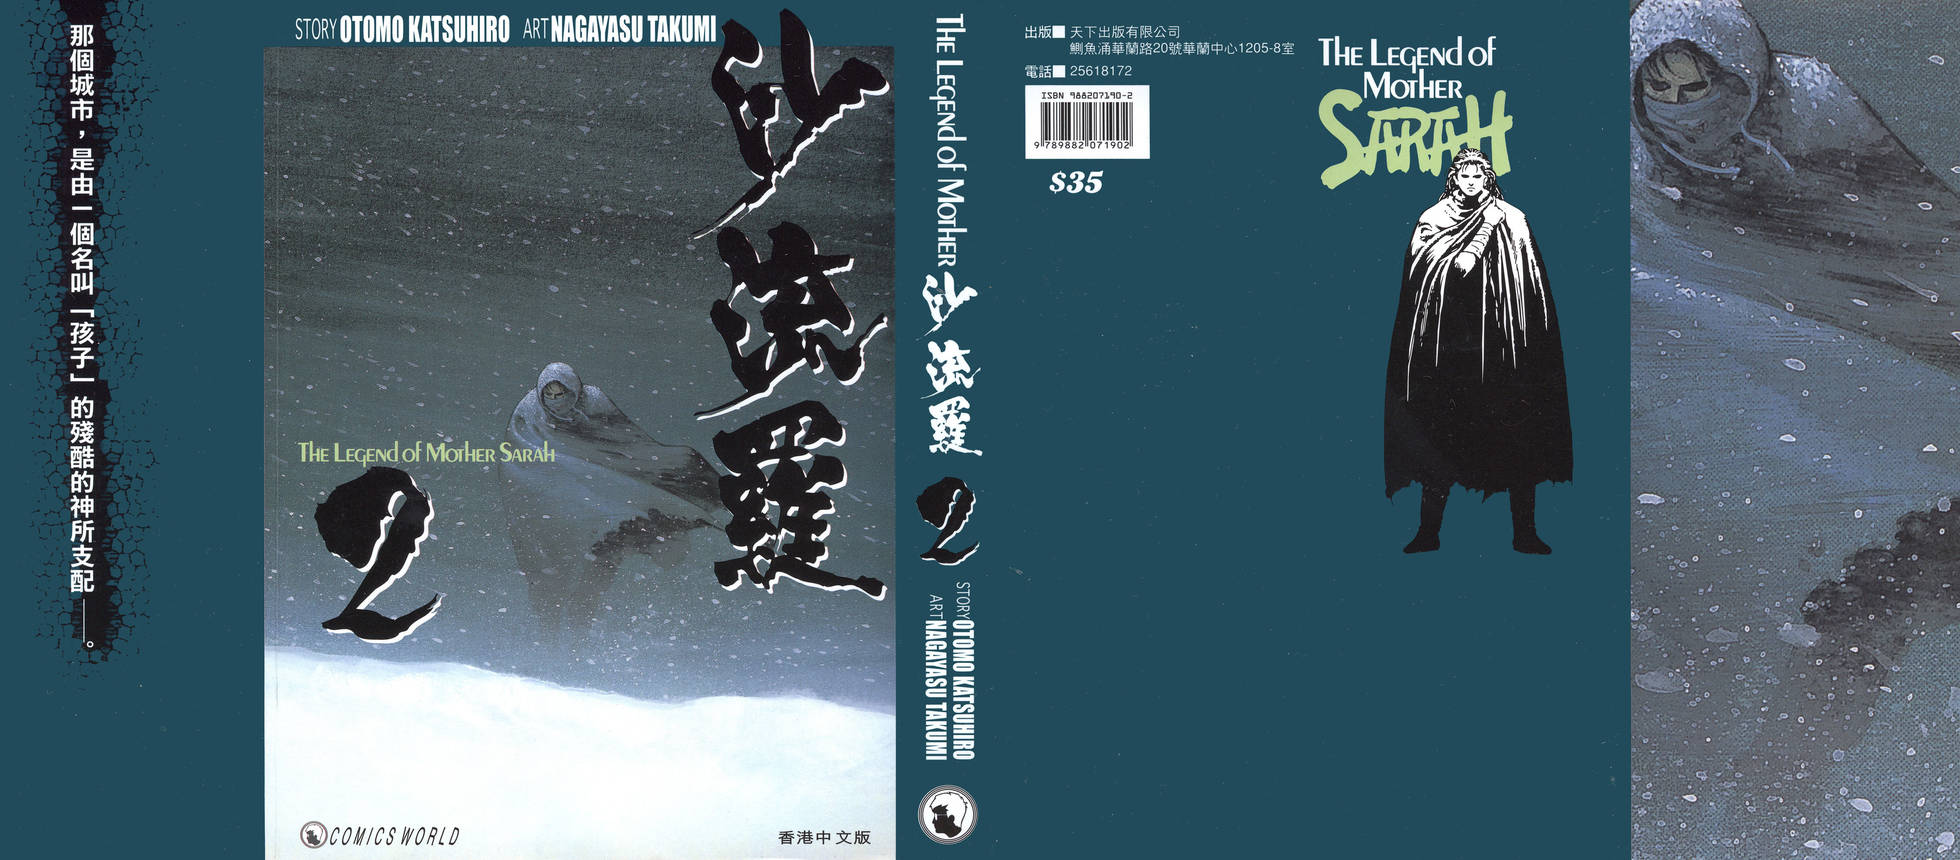 那個城市，是由一個名叫「孩子」的殘酷的神所支配——。
STORY OTOMO KATSUHIRO ART NAGAYASU TAKUMI
沙流羅
The Legend of Mother Sarah
2
COMICS WORLD
香港中文版
The Legend of Mother
沙流羅
2
STORY OTOMO KATSUHIRO
ART NAGAYASU TAKUMI
出版■ 天下出版有限公司
鰂魚涌華蘭路20號華蘭中心1205-8室
電話■ 25618172
ISBN 988207190-2
9 789882 071902
$35
The Legend of
Mother
SARAH